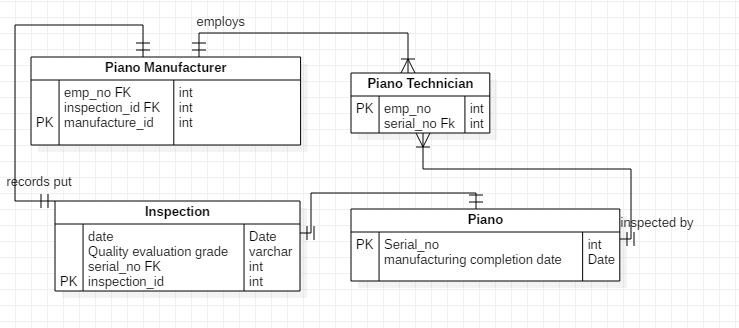 employs
Piano Manufacturer
emp_no FK int
inspection_id FK int
PK manufacture_id int
Piano Technician
PK emp_no int
serial_no Fk int
records put
Inspection
date Date
Quality evaluation grade varchar
serial_no FK int
PK inspection_id int
Piano
PK Serial_no int
manufacturing completion date Date
inspected by